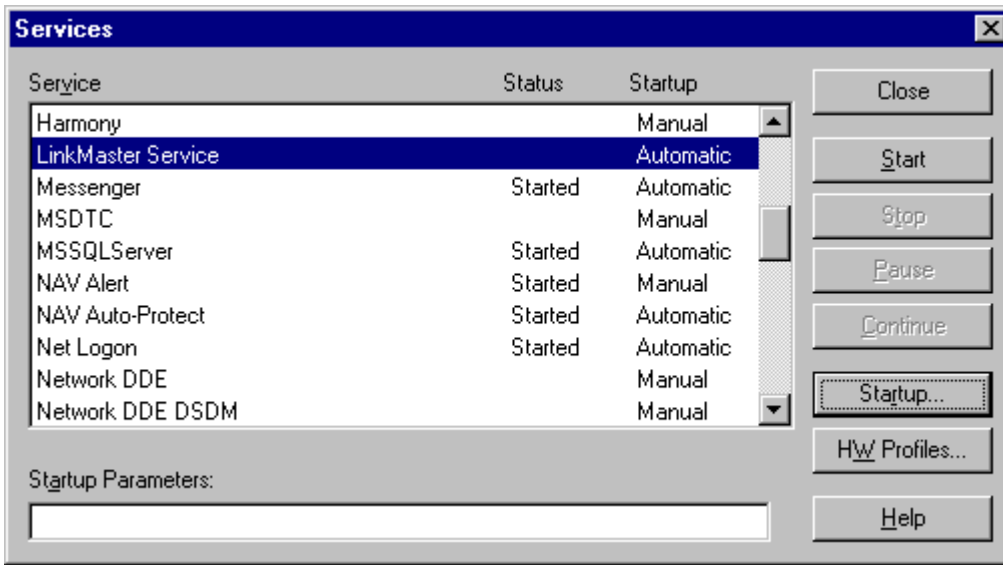 Services
Service Status Startup
Harmony Manual
LinkMaster Service Automatic
Messenger Started Automatic
MSDTC Manual
MSSQLServer Started Automatic
NAV Alert Started Manual
NAV Auto-Protect Started Automatic
Net Logon Started Automatic
Network DDE Manual
Network DDE DSDM Manual
Startup Parameters:
Close
Start
Stop
Pause
Continue
Startup...
HW Profiles...
Help